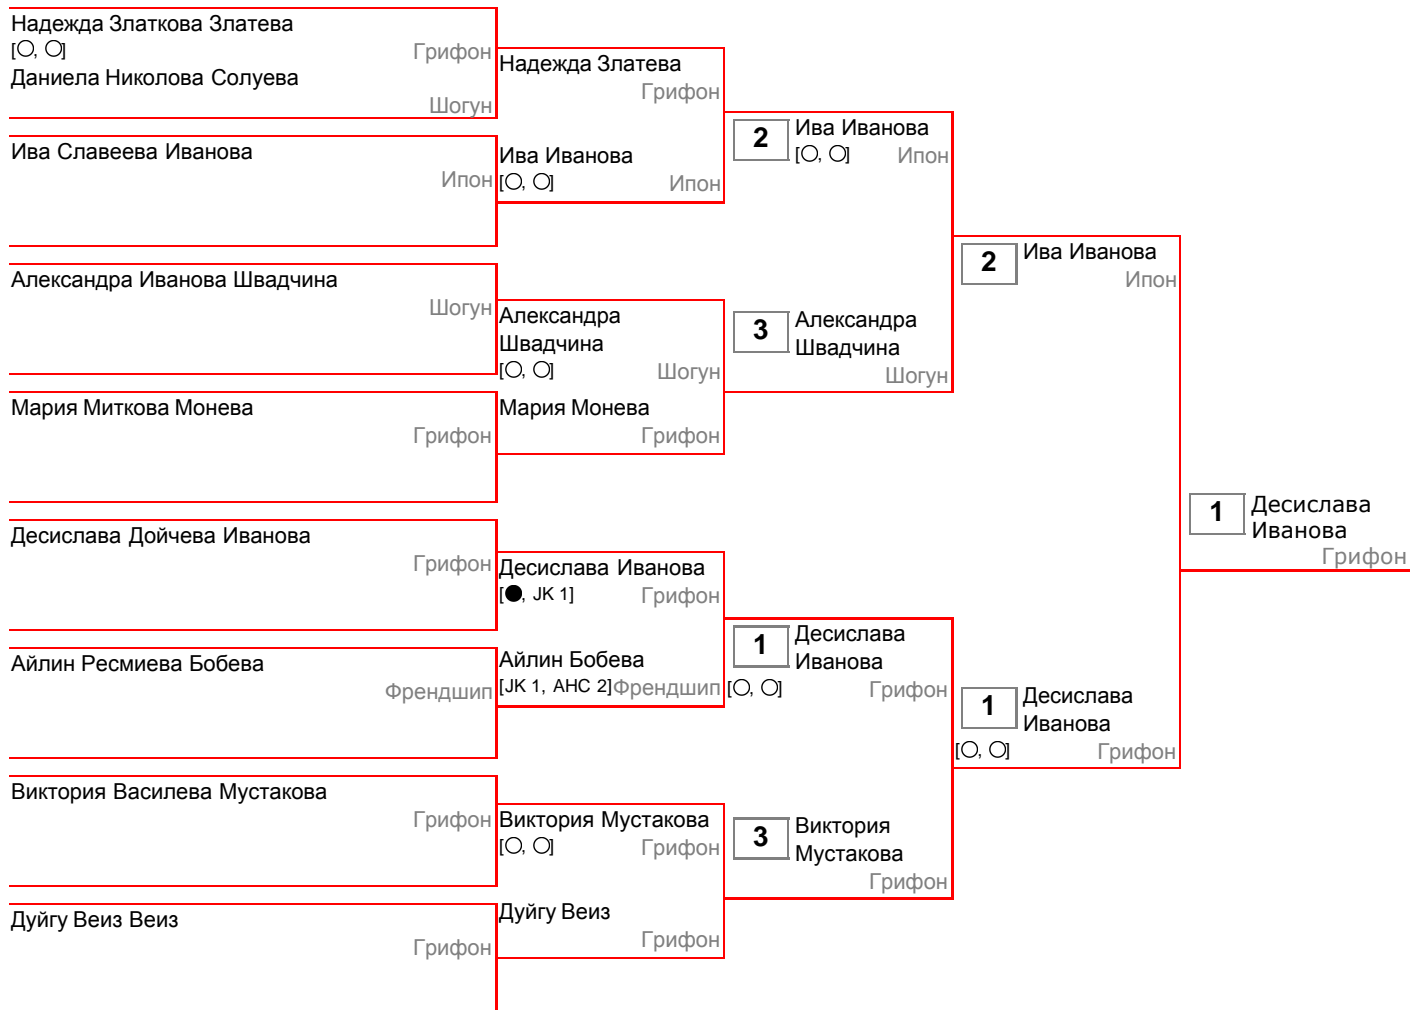 Надежда Златкова Златева
[○, ○]
Грифон
Даниела Николова Солуева
Шогун
Ива Славеева Иванова
Ипон
Александра Иванова Швадчина
Шогун
Мария Миткова Монева
Грифон
Десислава Дойчева Иванова
Грифон
Айлин Ресмиева Бобева
Френдшип
Виктория Василева Мустакова
Грифон
Дуйгу Веиз Веиз
Грифон
Надежда Златева
Грифон
Ива Иванова
[○, ○] Ипон
Александра
Швадчина
[○, ○] Шогун
Мария Монева
Грифон
Десислава Иванова
[●, JK 1] Грифон
Айлин Бобева
[JK 1, AHC 2] Френдшип
Виктория Мустакова
[○, ○] Грифон
Дуйгу Веиз
Грифон
2 Ива Иванова
[○, ○] Ипон
3 Александра
Швадчина
Шогун
1 Десислава
Иванова
[○, ○] Грифон
3 Виктория
Мустакова
Грифон
2 Ива Иванова
Ипон
1 Десислава
Иванова
[○, ○] Грифон
1 Десислава
Иванова
Грифон